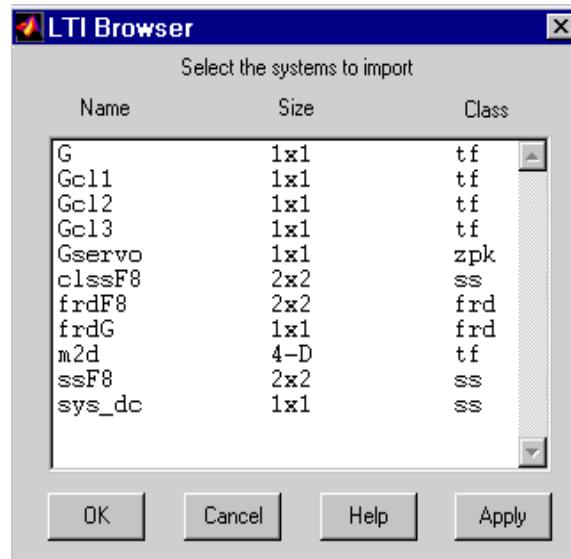 LTI Browser
Select the systems to import
Name Size Class
G 1x1 tf
Gcl1 1x1 tf
Gcl2 1x1 tf
Gcl3 1x1 tf
Gservo 1x1 zpk
clssF8 2x2 ss
frdF8 2x2 frd
frdG 1x1 frd
m2d 4-D tf
ssF8 2x2 ss
sys_dc 1x1 ss
OK Cancel Help Apply